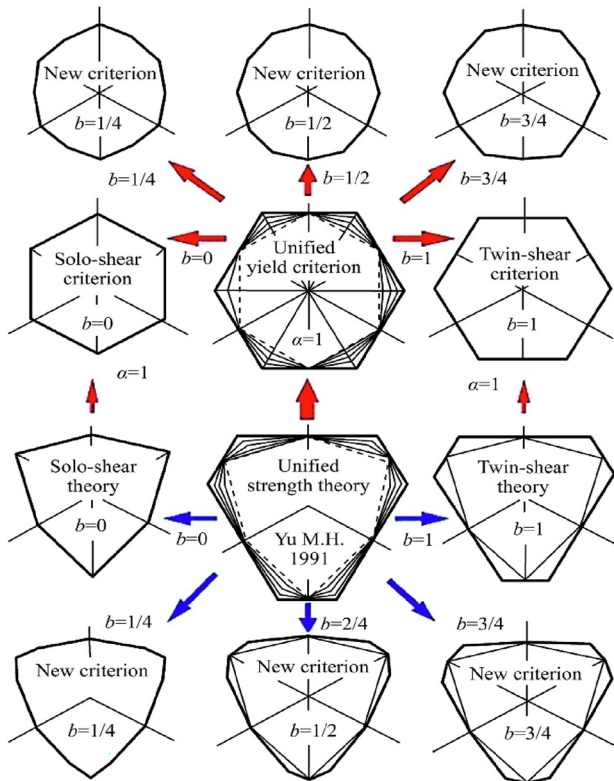 New criterion
b=1/4
New criterion
b=1/2
New criterion
b=3/4
b=1/4
b=1/2
b=3/4
Solo-shear
criterion
b=0
b=0
Unified
yield criterion
α=1
b=1
Twin-shear
criterion
b=1
α=1
α=1
Solo-shear
theory
b=0
b=0
Unified
strength theory
Yu M.H.
1991
b=1
Twin-shear
theory
b=1
b=1/4
b=2/4
b=3/4
New criterion
b=1/4
New criterion
b=1/2
New criterion
b=3/4